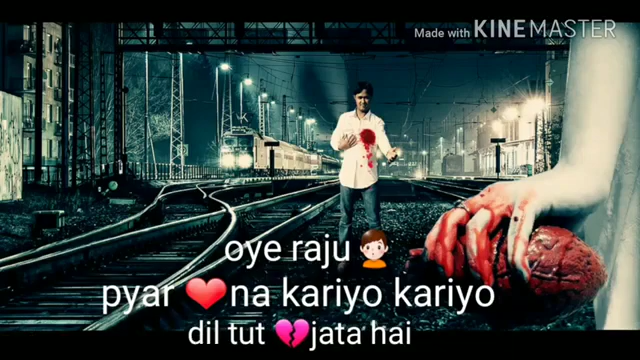 Made with KINEMASTER
oye raju 🙍‍♂️
pyar ❤️na kariyo kariyo
dil tut 💔jata hai